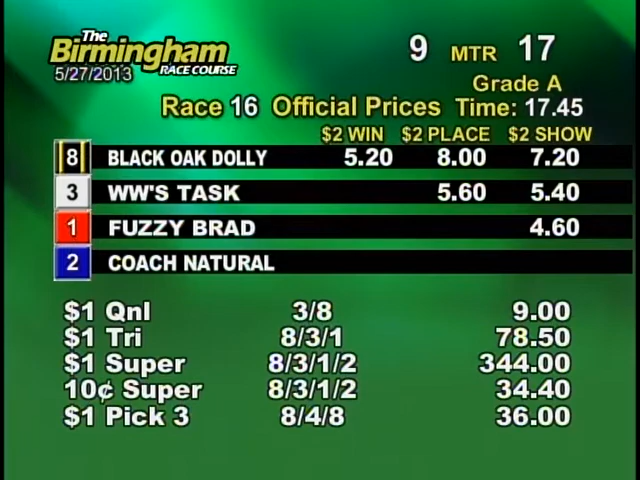 The
Birmingham
RACE COURSE
5/27/2013
9 MTR 17
Grade A
Race 16 Official Prices Time: 17.45
$2 WIN $2 PLACE $2 SHOW
8 BLACK OAK DOLLY 5.20 8.00 7.20
3 WW'S TASK 5.60 5.40
1 FUZZY BRAD 4.60
2 COACH NATURAL
$1 Qnl 3/8 9.00
$1 Tri 8/3/1 78.50
$1 Super 8/3/1/2 344.00
10¢ Super 8/3/1/2 34.40
$1 Pick 3 8/4/8 36.00